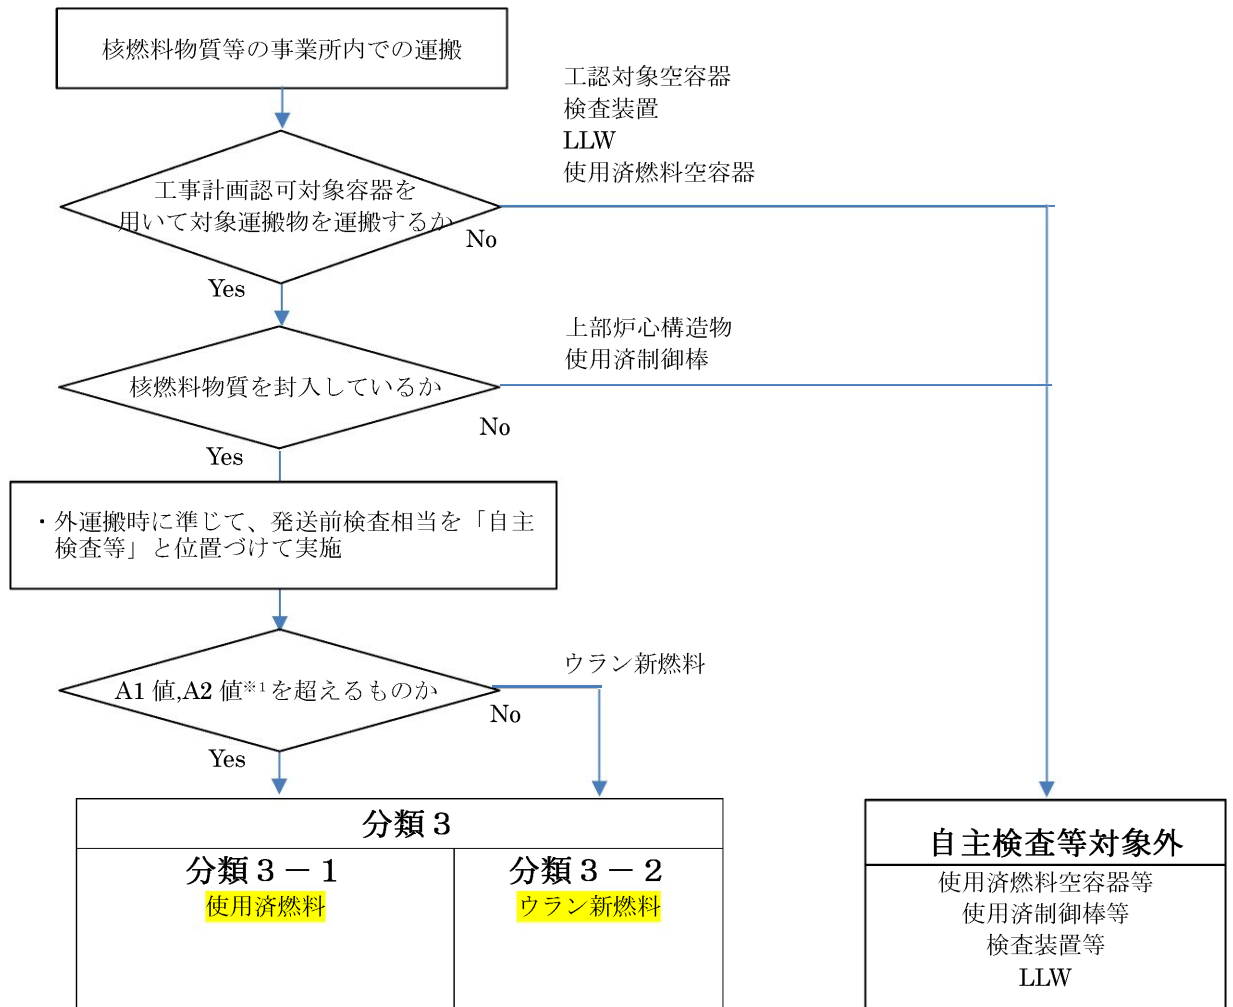 核燃料物質等の事業所内での運搬
工認対象空容器
検査装置
LLW
使用済燃料空容器
工事計画認可対象容器を
用いて対象運搬物を運搬するか
No
Yes
上部炉心構造物
使用済制御棒
核燃料物質を封入しているか
No
Yes
・外運搬時に準じて、発送前検査相当を「自主
検査等」と位置づけて実施
ウラン新燃料
A1 値,A2 値※1を超えるものか
No
Yes
分類３
分類３－１
使用済燃料
分類３－２
ウラン新燃料
自主検査等対象外
使用済燃料空容器等
使用済制御棒等
検査装置等
LLW